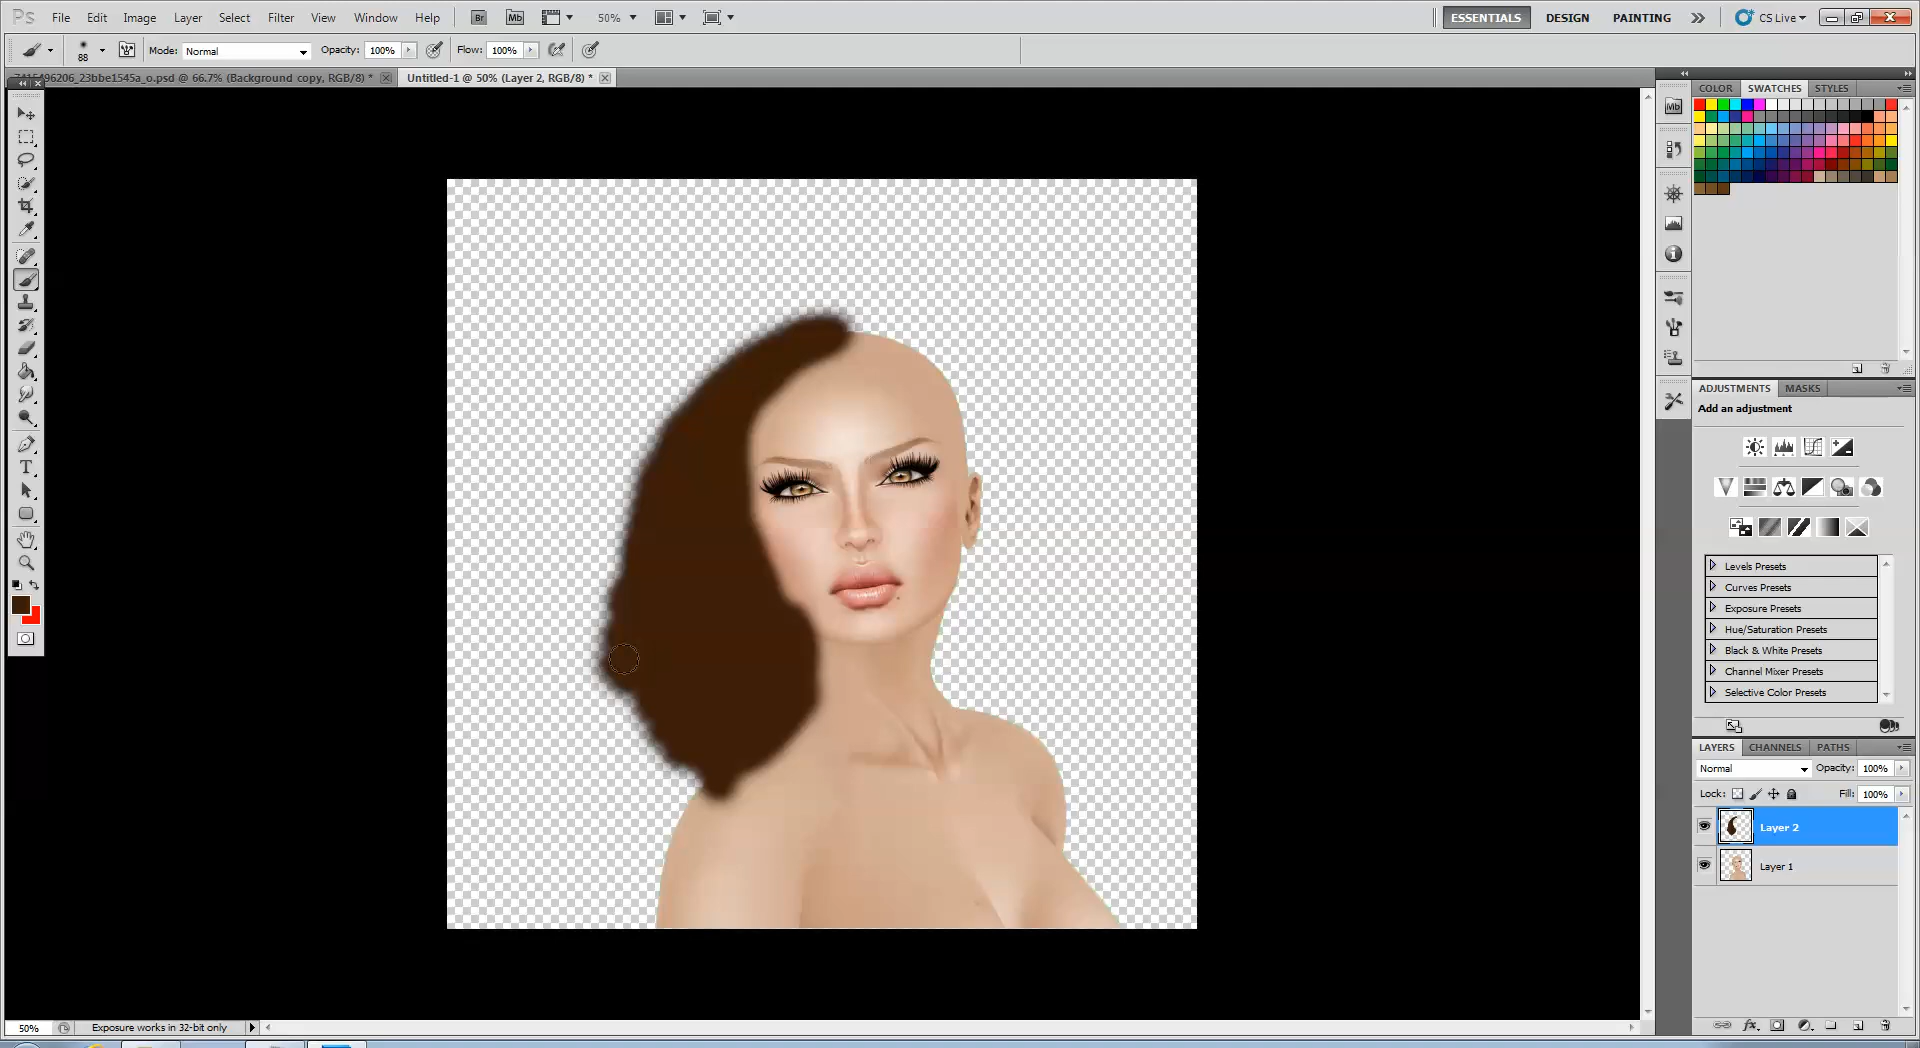 Ps File Edit Image Layer Select Filter View Window Help Br Mb 50% ESSENTIALS DESIGN PAINTING CS Live
88 Mode: Normal Opacity: 100% Flow: 100%
96206_23bbe1545a_o.psd @ 66.7% (Background copy, RGB/8) * Untitled-1 @ 50% (Layer 2, RGB/8) *
COLOR SWATCHES STYLES
Mb
ADJUSTMENTS MASKS
Add an adjustment
Levels Presets
Curves Presets
Exposure Presets
Hue/Saturation Presets
Black & White Presets
Channel Mixer Presets
Selective Color Presets
LAYERS CHANNELS PATHS
Normal Opacity: 100%
Lock: Fill: 100%
Layer 2
Layer 1
50% Exposure works in 32-bit only